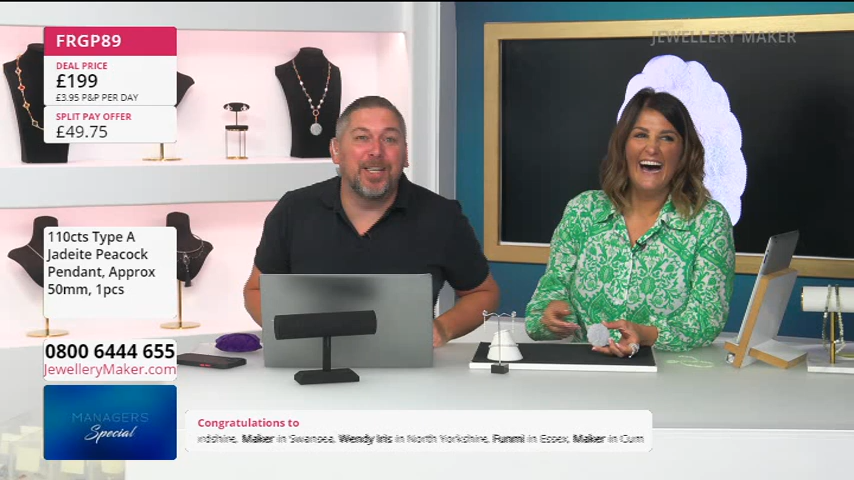 FRGP89
JEWELLERY MAKER
DEAL PRICE
£199
£3.95 P&P PER DAY
SPLIT PAY OFFER
£49.75
110cts Type A
Jadeite Peacock
Pendant, Approx
50mm, 1pcs
0800 6444 655
JewelleryMaker.com
MANAGERS
Special
Congratulations to
rdshire, Maker in Swansea, Wendy Iris in North Yorkshire, Funmi in Essex, Maker in Cum